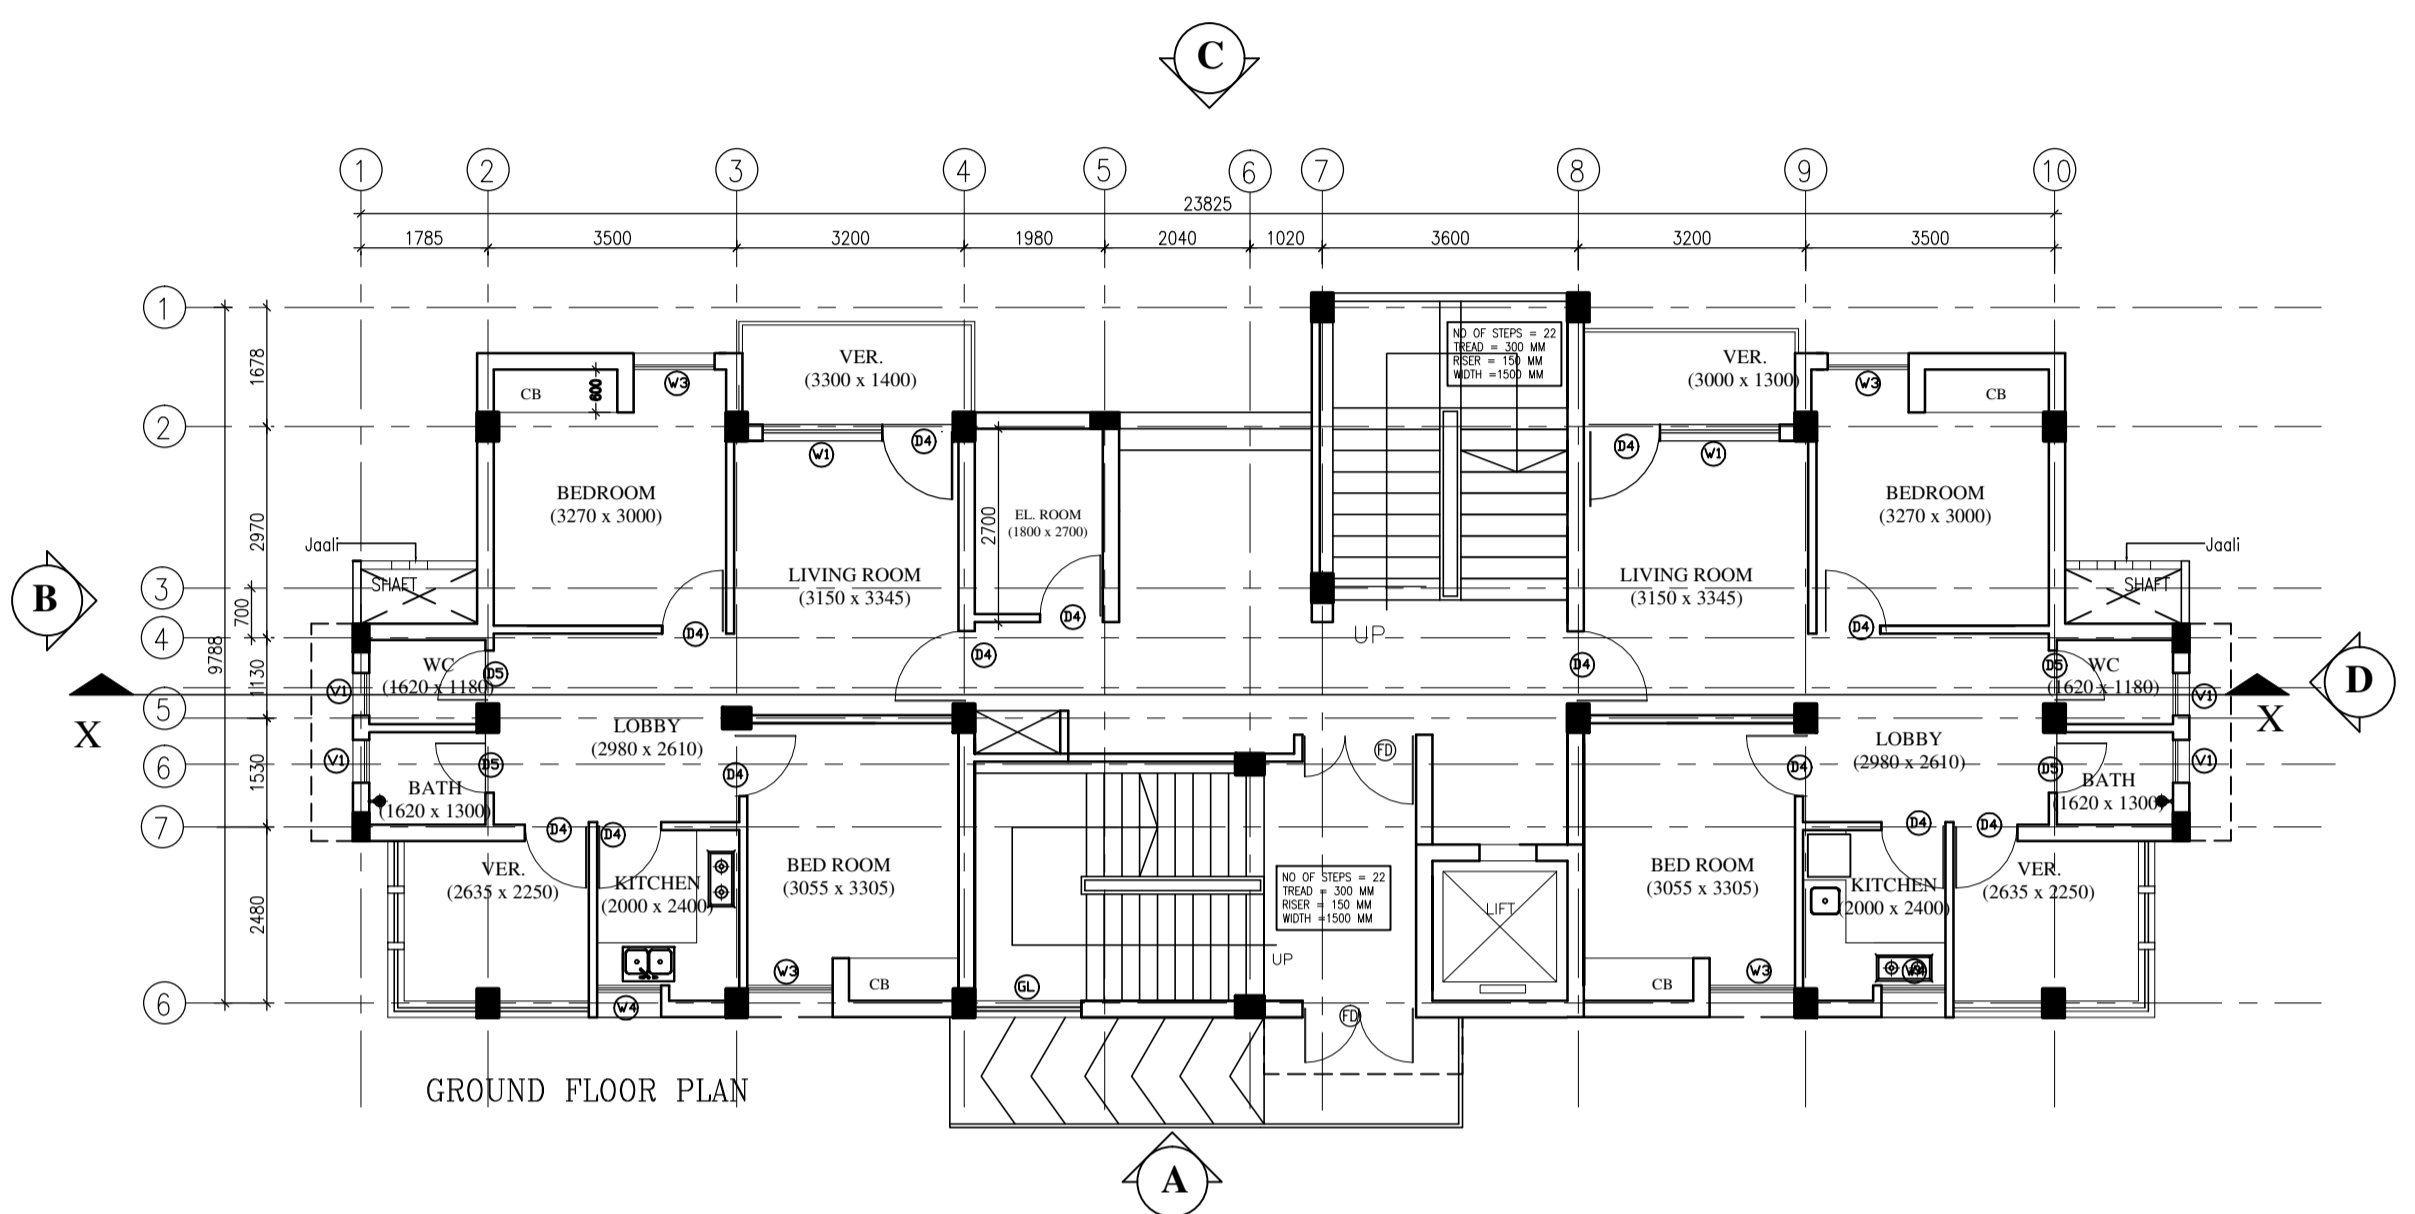 C
1 2 3 4 5 6 7 8 9 10
23825
1785 3500 3200 1980 2040 1020 3600 3200 3500
1
2
3
4
5
6
7
6
1678
2970
700
1130
1530
2480
9788
NO OF STEPS = 22
TREAD = 300 MM
RISER = 150 MM
WIDTH =1500 MM
VER.
(3300 x 1400)
VER.
(3000 x 1300)
CB
600
W3
W3
CB
W1
D4
D4
W1
BEDROOM
(3270 x 3000)
EL. ROOM
(1800 x 2700)
2700
BEDROOM
(3270 x 3000)
Jaali
Jaali
SHAFT
SHAFT
LIVING ROOM
(3150 x 3345)
LIVING ROOM
(3150 x 3345)
B
D
D4
D4
D4
D4
UP
D4
D4
WC
(1620 x 1180)
D5
V1
D5
WC
(1620 x 1180)
V1
X
X
LOBBY
(2980 x 2610)
LOBBY
(2980 x 2610)
FD
V1
D5
D4
D4
D5
V1
BATH
(1620 x 1300)
BATH
(1620 x 1300)
D4
D4
D4
D4
VER.
(2635 x 2250)
KITCHEN
(2000 x 2400)
BED ROOM
(3055 x 3305)
NO OF STEPS = 22
TREAD = 300 MM
RISER = 150 MM
WIDTH =1500 MM
LIFT
BED ROOM
(3055 x 3305)
KITCHEN
(2000 x 2400)
VER.
(2635 x 2250)
UP
W3
CB
GL
CB
W3
W4
W4
FD
GROUND FLOOR PLAN
A